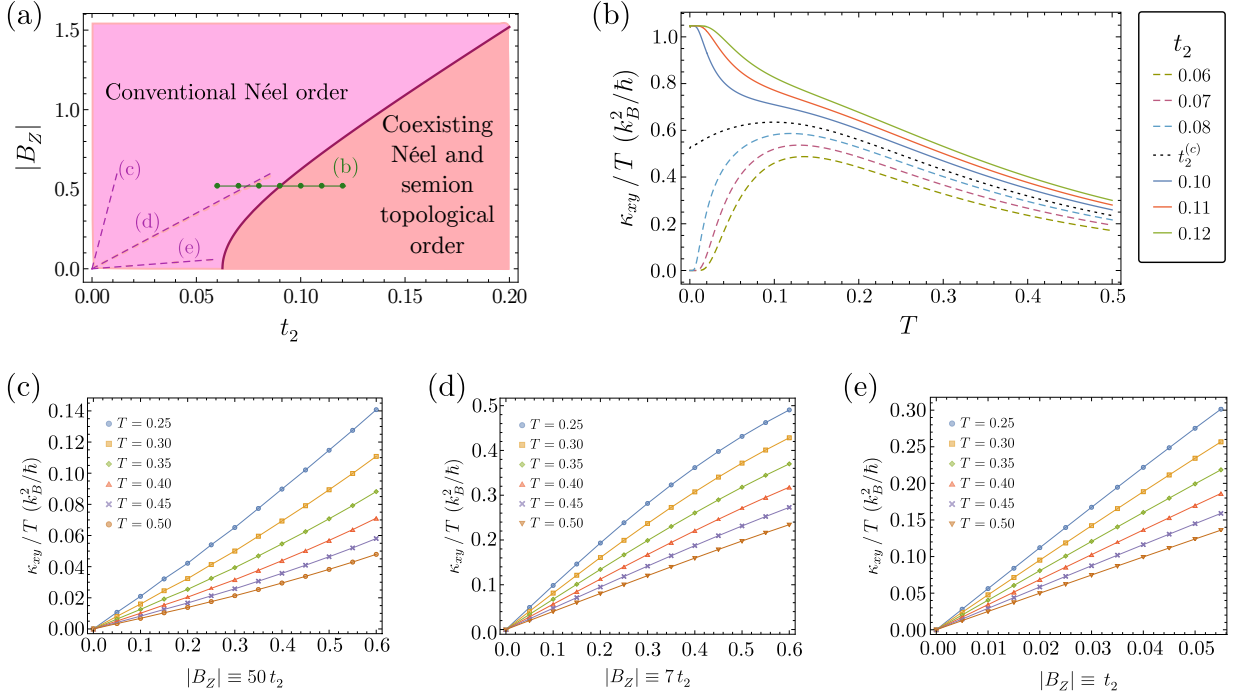 (a)
1.5
1.0
0.5
0.0
|B_Z|
Conventional Néel order
Coexisting
Néel and
semion
topological
order
(c)
(d)
(e)
(b)
0.00 0.05 0.10 0.15 0.20
t_2
(b)
1.0
0.8
0.6
0.4
0.2
0.0
κ_xy / T (k_B^2/ħ)
0.0 0.1 0.2 0.3 0.4 0.5
T
t_2
0.06
0.07
0.08
t_2^(c)
0.10
0.11
0.12
(c)
0.14
0.12
0.10
0.08
0.06
0.04
0.02
0.00
κ_xy / T (k_B^2/ħ)
T = 0.25
T = 0.30
T = 0.35
T = 0.40
T = 0.45
T = 0.50
0.0 0.1 0.2 0.3 0.4 0.5 0.6
|B_Z| ≡ 50 t_2
(d)
0.5
0.4
0.3
0.2
0.1
0.0
κ_xy / T (k_B^2/ħ)
T = 0.25
T = 0.30
T = 0.35
T = 0.40
T = 0.45
T = 0.50
0.0 0.1 0.2 0.3 0.4 0.5 0.6
|B_Z| ≡ 7 t_2
(e)
0.30
0.25
0.20
0.15
0.10
0.05
0.00
κ_xy / T (k_B^2/ħ)
T = 0.25
T = 0.30
T = 0.35
T = 0.40
T = 0.45
T = 0.50
0.00 0.01 0.02 0.03 0.04 0.05
|B_Z| ≡ t_2